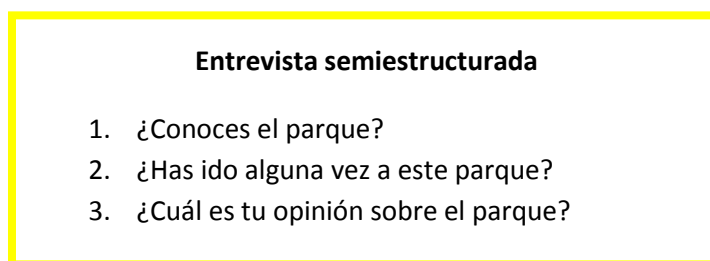 Entrevista semiestructurada
1. ¿Conoces el parque?
2. ¿Has ido alguna vez a este parque?
3. ¿Cuál es tu opinión sobre el parque?